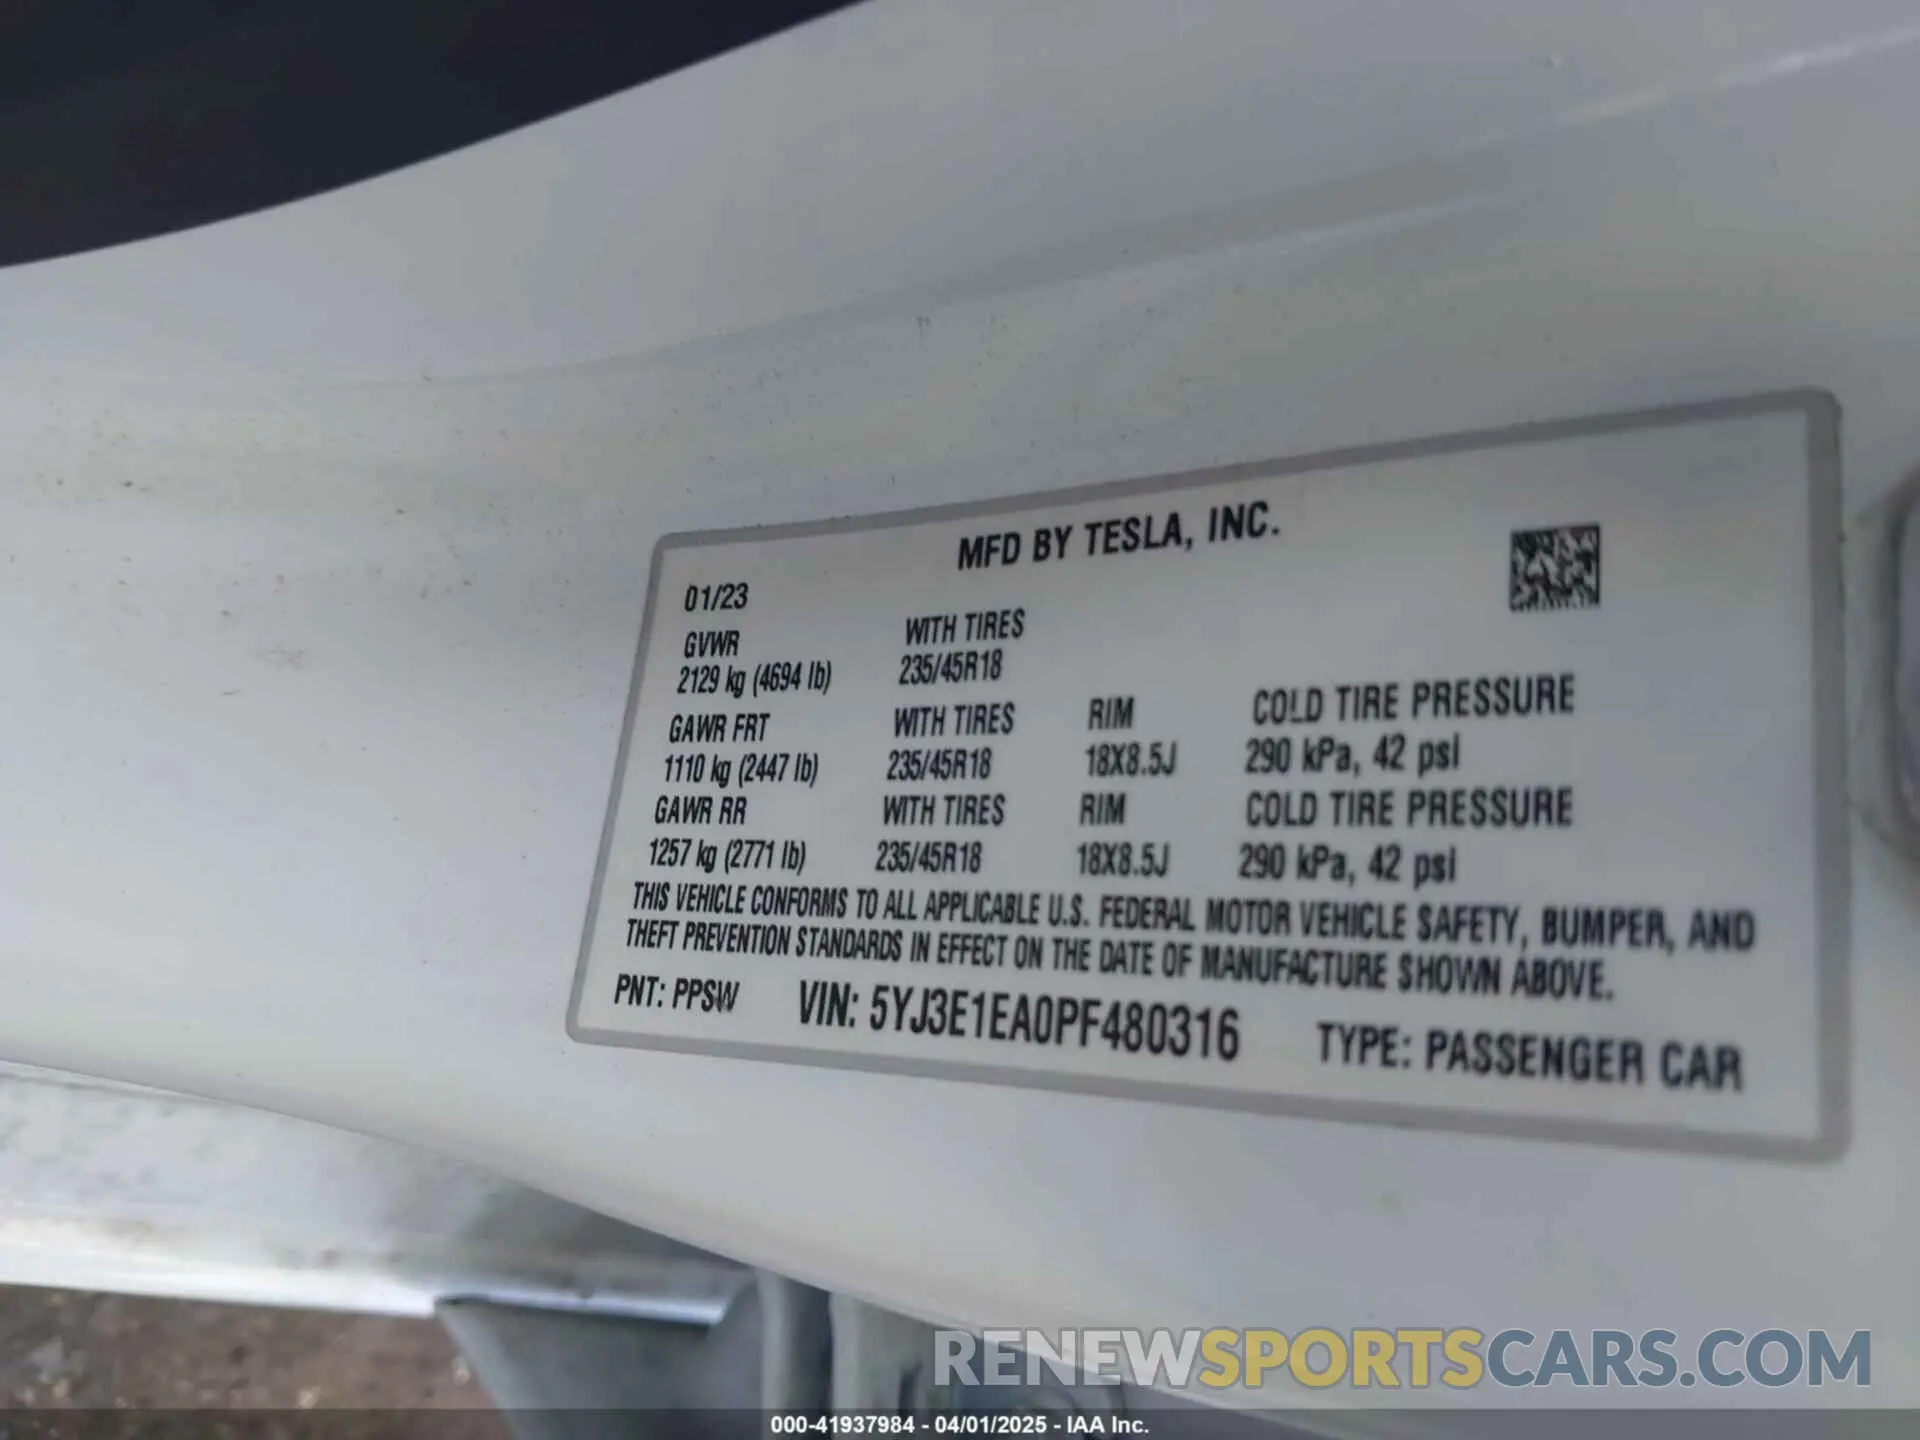 MFD BY TESLA, INC.
01/23
GVWR WITH TIRES
2129 kg (4694 lb) 235/45R18
GAWR FRT WITH TIRES RIM COLD TIRE PRESSURE
1110 kg (2447 lb) 235/45R18 18X8.5J 290 kPa, 42 psi
GAWR RR WITH TIRES RIM COLD TIRE PRESSURE
1257 kg (2771 lb) 235/45R18 18X8.5J 290 kPa, 42 psi
THIS VEHICLE CONFORMS TO ALL APPLICABLE U.S. FEDERAL MOTOR VEHICLE SAFETY, BUMPER, AND
THEFT PREVENTION STANDARDS IN EFFECT ON THE DATE OF MANUFACTURE SHOWN ABOVE.
PNT: PPSW VIN: 5YJ3E1EA0PF480316 TYPE: PASSENGER CAR
RENEWSPORTSCARS.COM
000-41937984 - 04/01/2025 - IAA Inc.